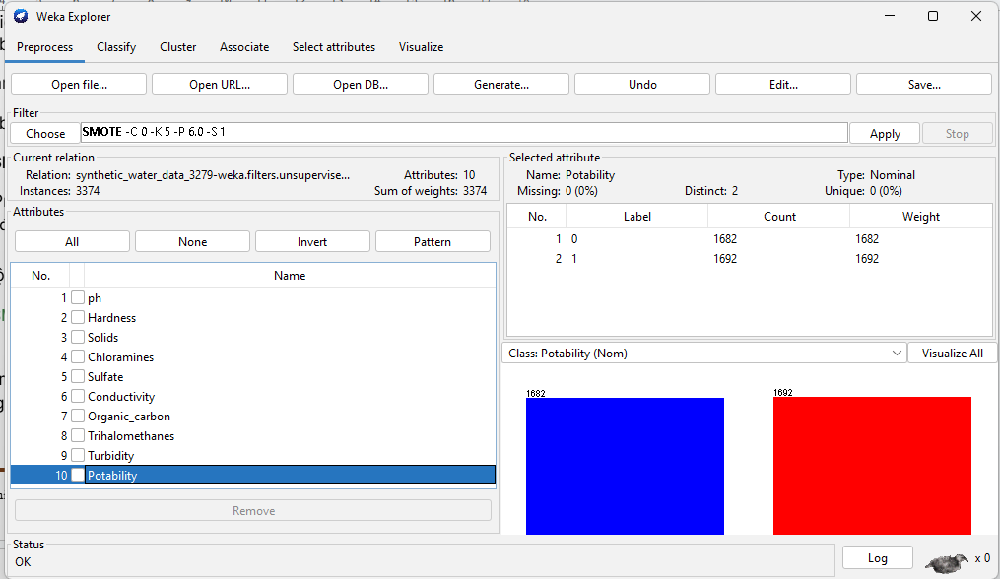 Weka Explorer
Preprocess Classify Cluster Associate Select attributes Visualize
Open file... Open URL... Open DB... Generate... Undo Edit... Save...
Filter
Choose SMOTE -C 0 -K 5 -P 6.0 -S 1 Apply Stop
Current relation
Relation: synthetic_water_data_3279-weka.filters.unsupervise... Attributes: 10
Instances: 3374 Sum of weights: 3374
Selected attribute
Name: Potability Type: Nominal
Missing: 0 (0%) Distinct: 2 Unique: 0 (0%)
Attributes
All None Invert Pattern
No. Name
1 ph
2 Hardness
3 Solids
4 Chloramines
5 Sulfate
6 Conductivity
7 Organic_carbon
8 Trihalomethanes
9 Turbidity
10 Potability
Remove
No. Label Count Weight
1 0 1682 1682
2 1 1692 1692
Class: Potability (Nom) Visualize All
1682 1692
Status
OK
Log x 0